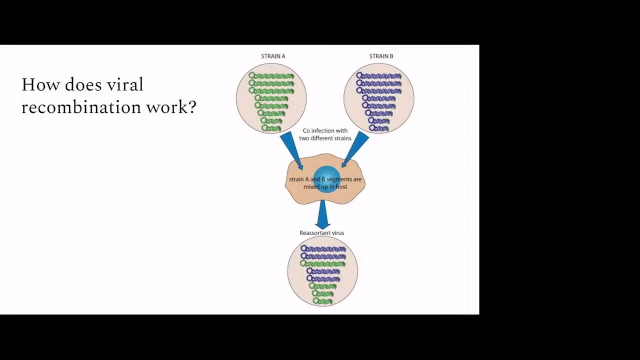 STRAIN A
STRAIN B
How does viral
recombination work?
Co infection with
two different strains
strain A and B segments are
mixed up in host
Reassortant virus